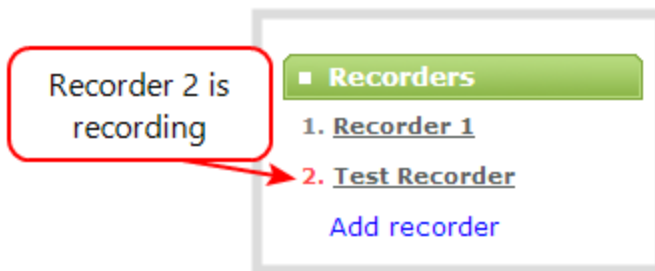 Recorder 2 is
recording
Recorders
1. Recorder 1
2. Test Recorder
Add recorder